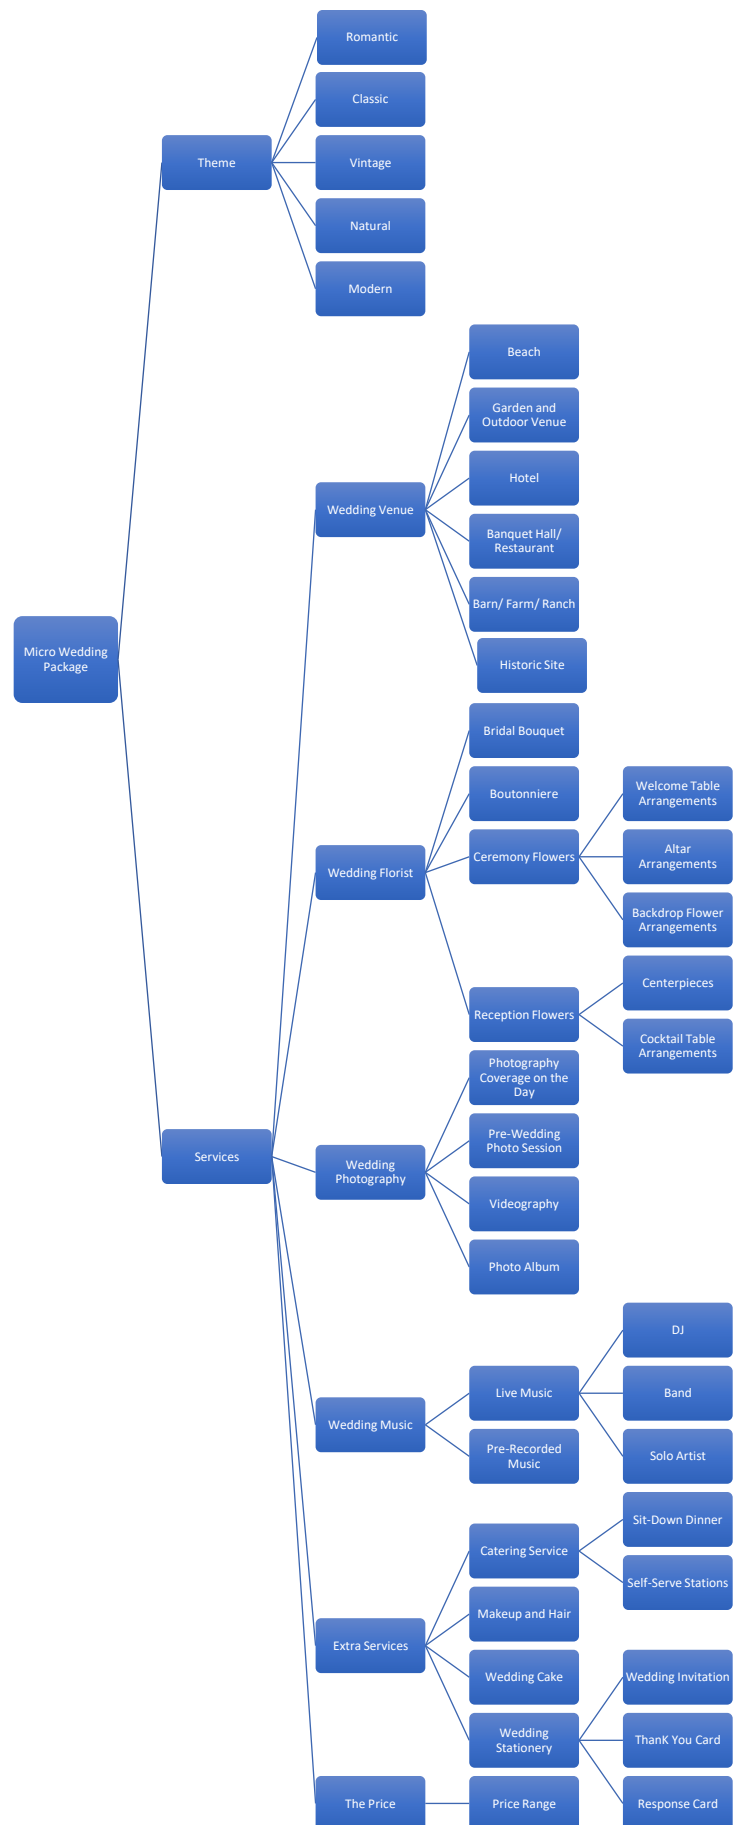 Romantic
Classic
Theme
Vintage
Natural
Modern
Beach
Garden and
Outdoor Venue
Hotel
Wedding Venue
Banquet Hall/
Restaurant
Barn/ Farm/ Ranch
Micro Wedding
Package
Historic Site
Bridal Bouquet
Welcome Table
Arrangements
Boutonniere
Wedding Florist
Ceremony Flowers
Altar
Arrangements
Backdrop Flower
Arrangements
Centerpieces
Reception Flowers
Cocktail Table
Arrangements
Photography
Coverage on the
Day
Pre-Wedding
Photo Session
Services
Wedding
Photography
Videography
Photo Album
DJ
Live Music
Band
Wedding Music
Pre-Recorded
Music
Solo Artist
Sit-Down Dinner
Catering Service
Self-Serve Stations
Makeup and Hair
Extra Services
Wedding Cake
Wedding Invitation
Wedding
Stationery
ThanK You Card
The Price
Price Range
Response Card